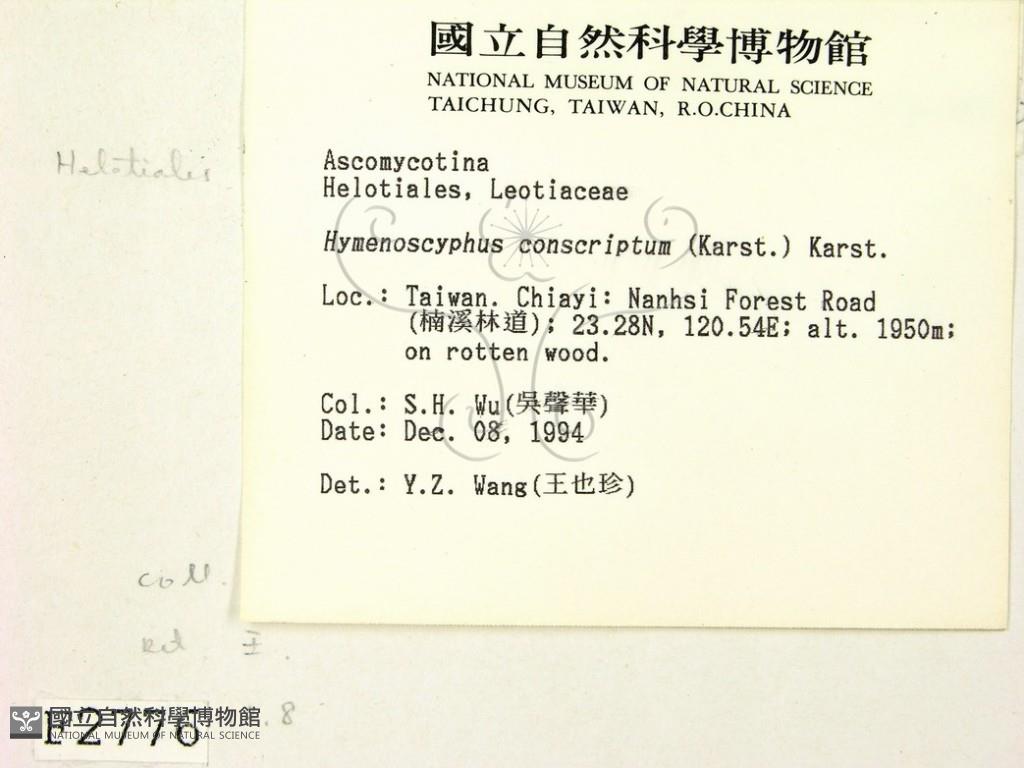 國立自然科學博物館
NATIONAL MUSEUM OF NATURAL SCIENCE
TAICHUNG, TAIWAN, R.O.CHINA
Ascomycotina
Helotiales
Helotiales, Leotiaceae
Hymenoscyphus conscriptum (Karst.) Karst.
Loc.: Taiwan. Chiayi: Nanhsi Forest Road
(楠溪林道); 23.28N, 120.54E; alt. 1950m;
on rotten wood.
Col.: S.H. Wu(吳聲華)
Date: Dec. 08, 1994
Det.: Y.Z. Wang(王也珍)
coll.
det 王.
.8
F2776
國立自然科學博物館
NATIONAL MUSEUM OF NATURAL SCIENCE